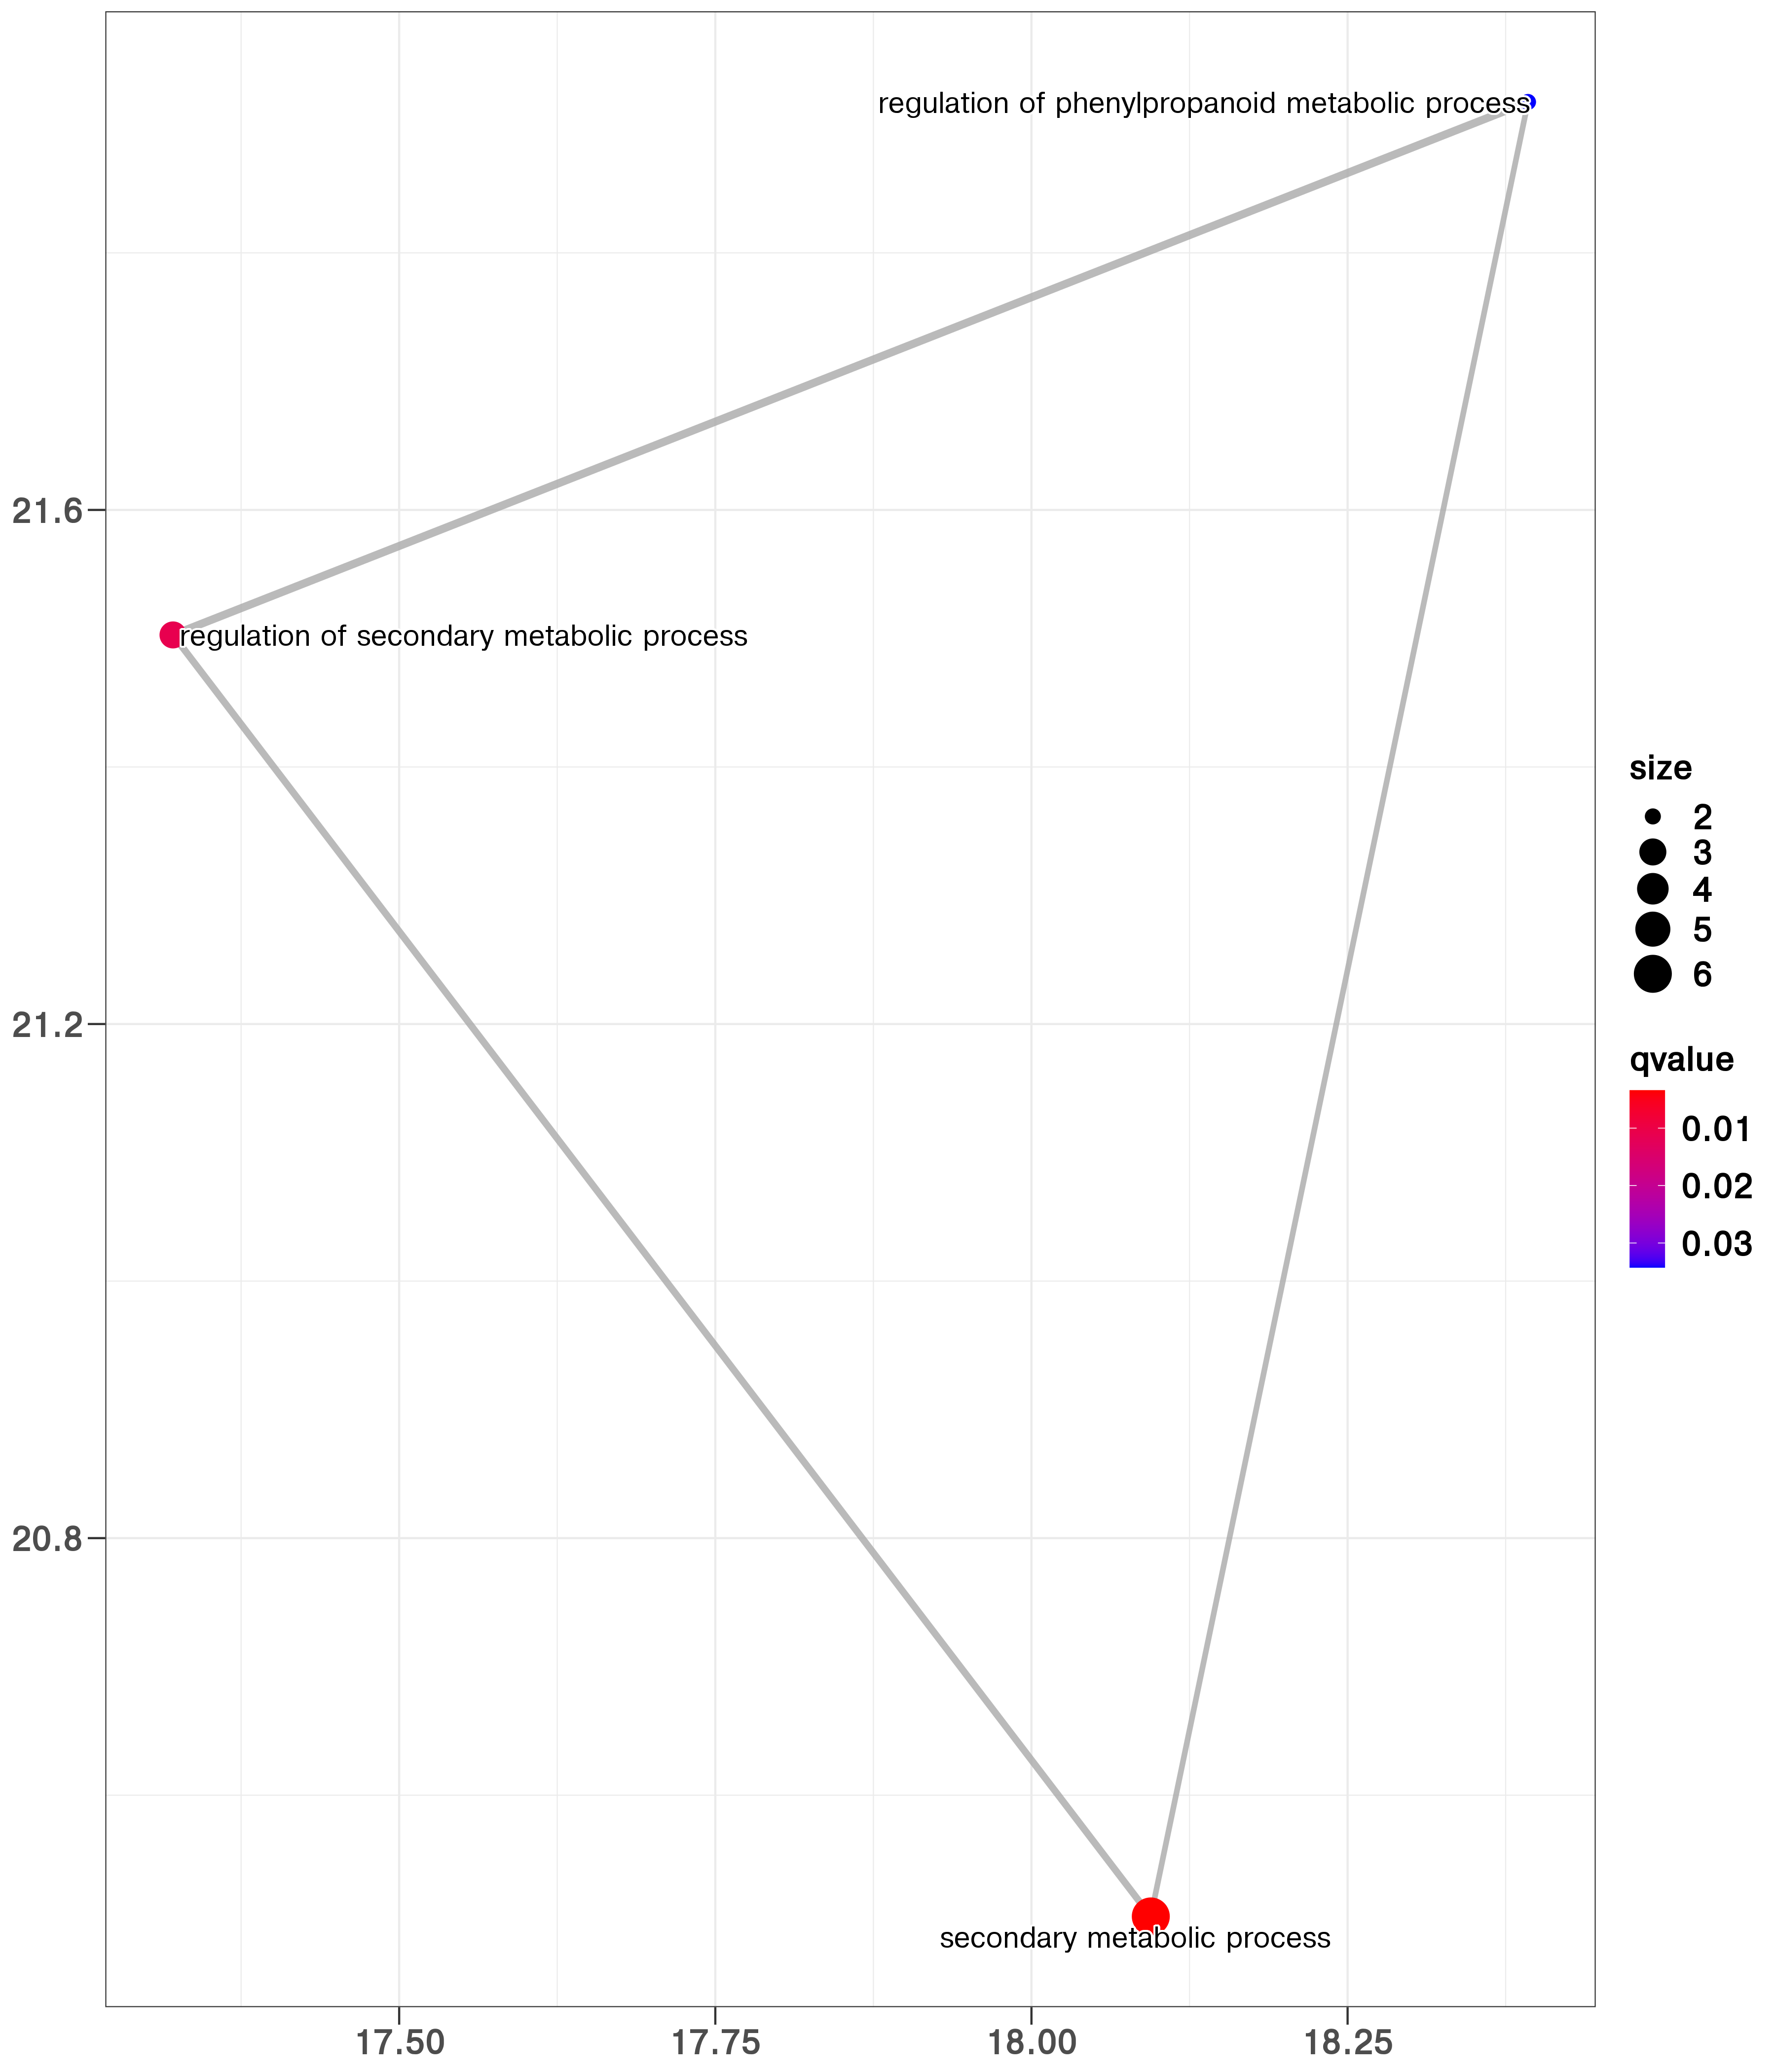 regulation of phenylpropanoid metabolic process
21.6
regulation of secondary metabolic process
size
2
3
4
5
6
21.2
qvalue
0.01
0.02
0.03
20.8
secondary metabolic process
17.50 17.75 18.00 18.25